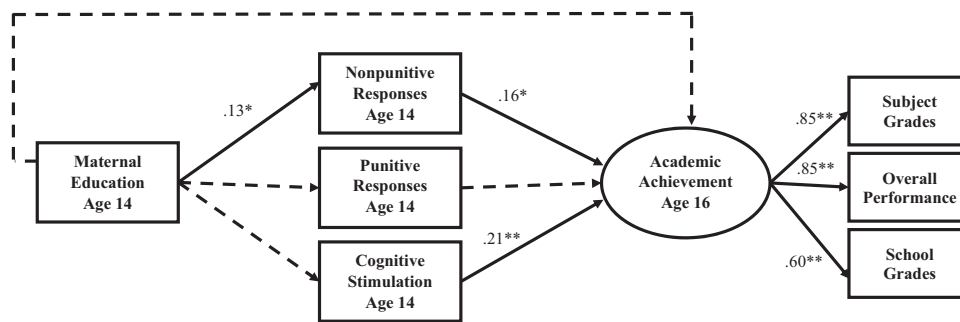 Nonpunitive
Responses
Age 14
.13*
.16*
Subject
Grades
.85**
Maternal
Education
Age 14
Punitive
Responses
Age 14
Academic
Achievement
Age 16
.85**
Overall
Performance
Cognitive
Stimulation
Age 14
.21**
.60**
School
Grades